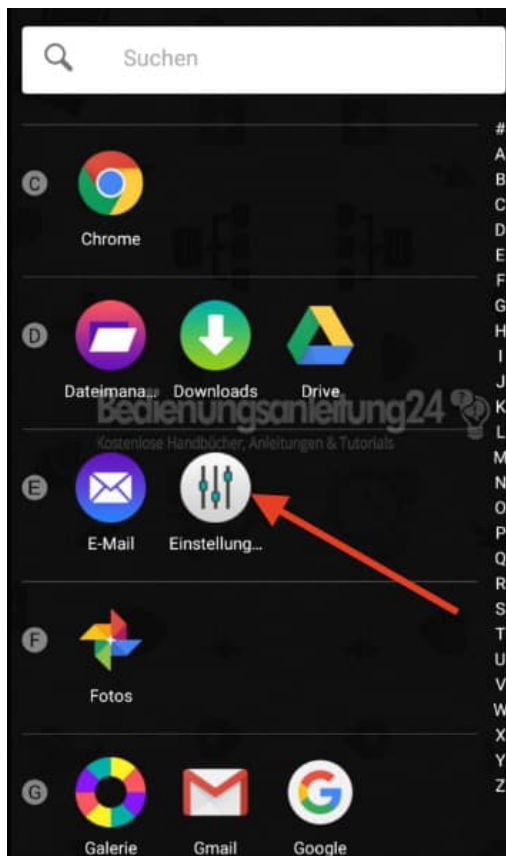 Suchen
C
Chrome
D
Dateimana... Downloads Drive
Bedienungsanleitung24
Kostenlose Handbücher, Anleitungen & Tutorials
E
E-Mail Einstellung...
F
Fotos
G
Galerie Gmail Google
#
A
B
C
D
E
F
G
H
I
J
K
L
M
N
O
P
Q
R
S
T
U
V
W
X
Y
Z